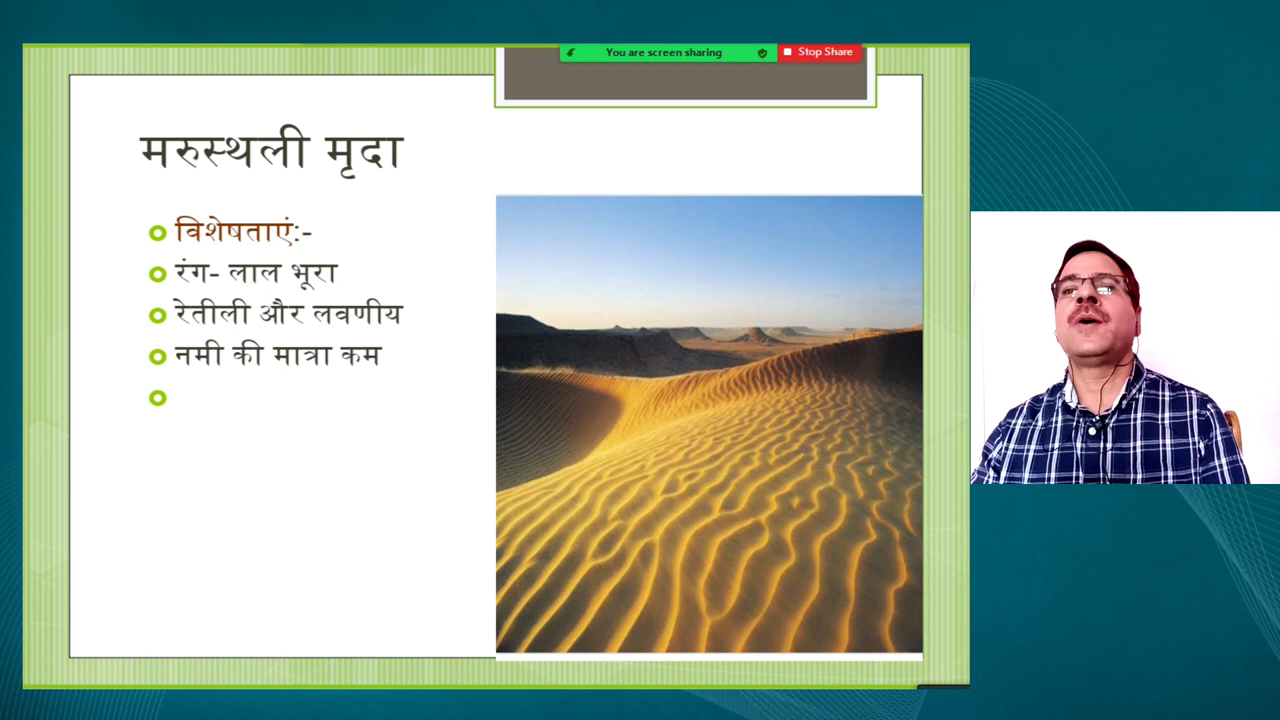 You are screen sharing
Stop Share
मरुस्थली मृदा
विशेषताएं:-
रंग- लाल भूरा
रेतीली और लवणीय
नमी की मात्रा कम